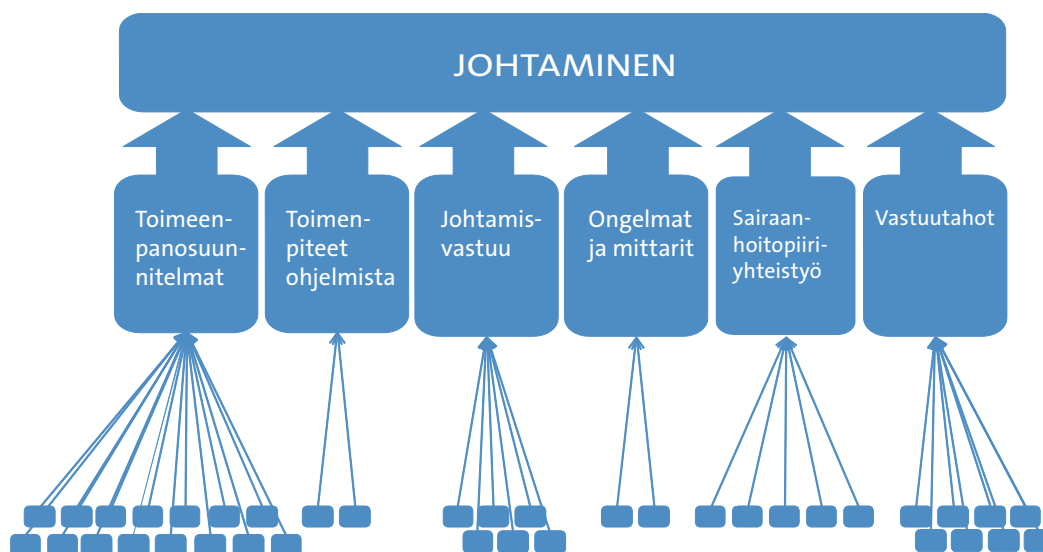 JOHTAMINEN
Toimeen-
panosuun-
nitelmat
Toimen-
piteet
ohjelmista
Johtamis-
vastuu
Ongelmat
ja mittarit
Sairaan-
hoitopiiri-
yhteistyö
Vastuutahot